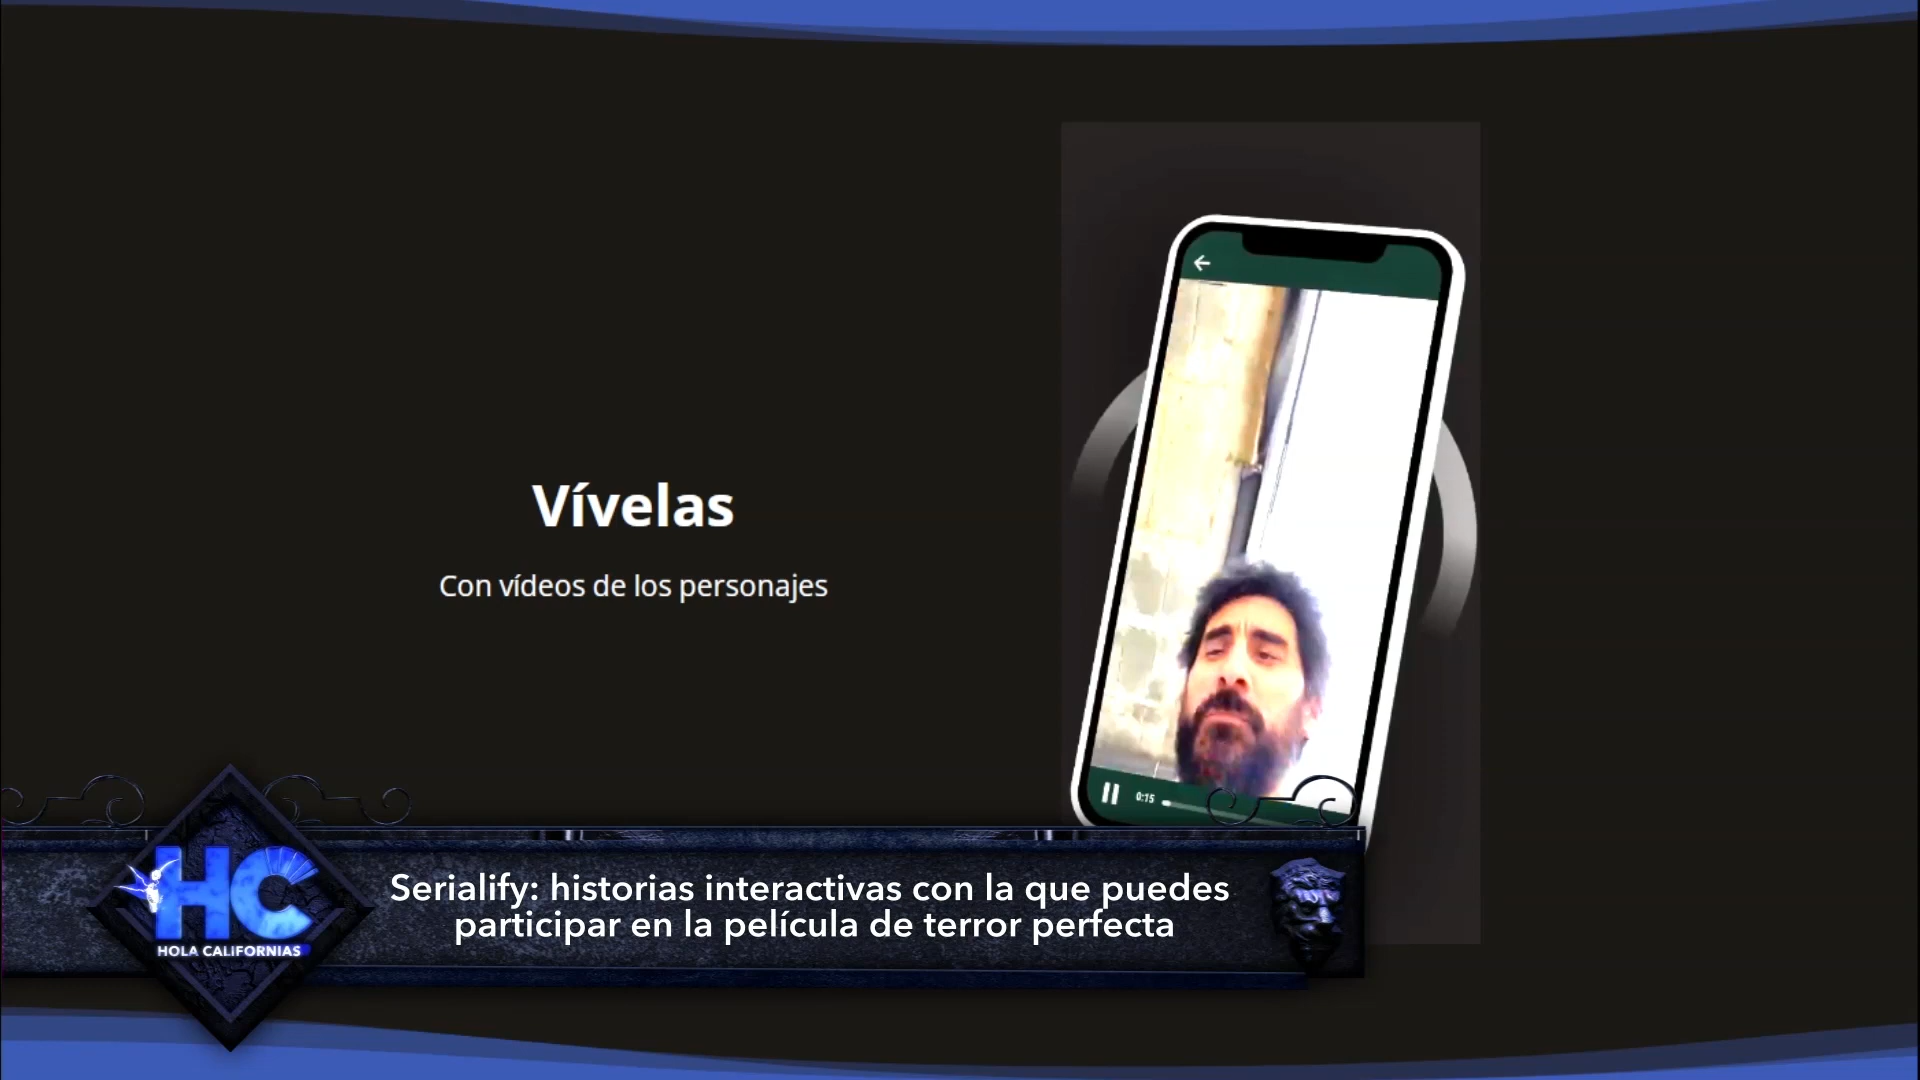 Vívelas
Con vídeos de los personajes
0:15
HC
HOLA CALIFORNIAS
Serialify: historias interactivas con la que puedes
participar en la película de terror perfecta